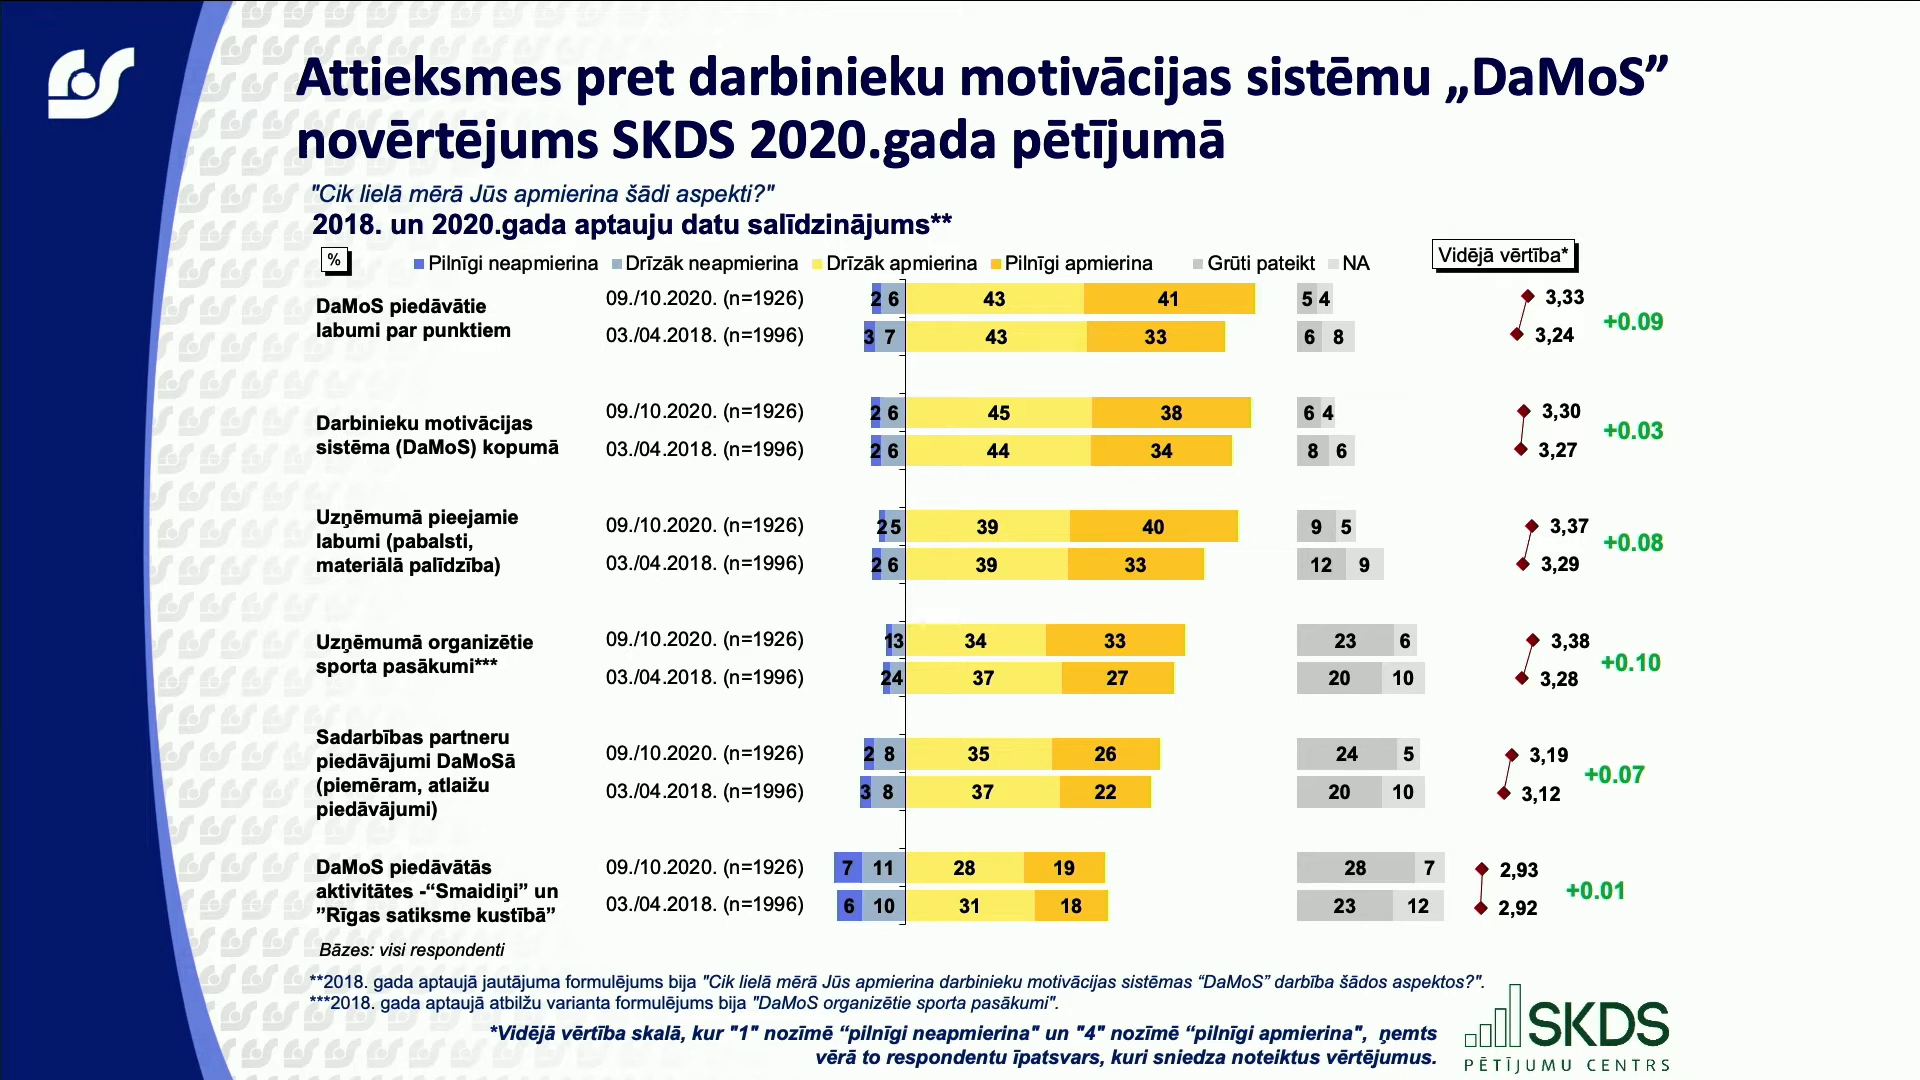 Attieksmes pret darbinieku motivācijas sistēmu „DaMoS”
novērtējums SKDS 2020.gada pētījumā
"Cik lielā mērā Jūs apmierina šādi aspekti?"
2018. un 2020.gada aptauju datu salīdzinājums**
%
Pilnīgi neapmierina Drīzāk neapmierina Drīzāk apmierina Pilnīgi apmierina Grūti pateikt NA
Vidējā vērtība*
DaMoS piedāvātie
labumi par punktiem
09./10.2020. (n=1926) 2 6 43 41 5 4 3,33
03./04.2018. (n=1996) 3 7 43 33 6 8 3,24
+0.09
Darbinieku motivācijas
sistēma (DaMoS) kopumā
09./10.2020. (n=1926) 2 6 45 38 6 4 3,30
03./04.2018. (n=1996) 2 6 44 34 8 6 3,27
+0.03
Uzņēmumā pieejamie
labumi (pabalsti,
materiālā palīdzība)
09./10.2020. (n=1926) 2 5 39 40 9 5 3,37
03./04.2018. (n=1996) 2 6 39 33 12 9 3,29
+0.08
Uzņēmumā organizētie
sporta pasākumi***
09./10.2020. (n=1926) 1 3 34 33 23 6 3,38
03./04.2018. (n=1996) 2 4 37 27 20 10 3,28
+0.10
Sadarbības partneru
piedāvājumi DaMoSā
(piemēram, atlaižu
piedāvājumi)
09./10.2020. (n=1926) 2 8 35 26 24 5 3,19
03./04.2018. (n=1996) 3 8 37 22 20 10 3,12
+0.07
DaMoS piedāvātās
aktivitātes -“Smaidiņi” un
”Rīgas satiksme kustībā”
09./10.2020. (n=1926) 7 11 28 19 28 7 2,93
03./04.2018. (n=1996) 6 10 31 18 23 12 2,92
+0.01
Bāzes: visi respondenti
**2018. gada aptaujā jautājuma formulējums bija "Cik lielā mērā Jūs apmierina darbinieku motivācijas sistēmas “DaMoS” darbība šādos aspektos?".
***2018. gada aptaujā atbilžu varianta formulējums bija "DaMoS organizētie sporta pasākumi".
*Vidējā vērtība skalā, kur "1" nozīmē “pilnīgi neapmierina" un "4" nozīmē “pilnīgi apmierina", ņemts
vērā to respondentu īpatsvars, kuri sniedza noteiktus vērtējumus.
SKDS
PĒTĪJUMU CENTRS